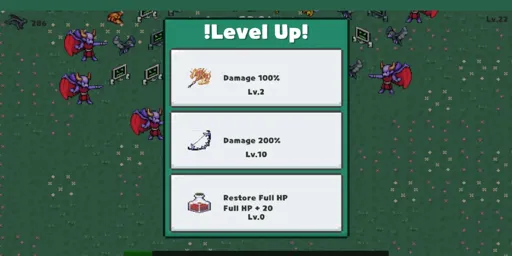 !Level Up!
Lv.22
Damage 100%
Lv.2
Damage 200%
Lv.10
Restore Full HP
Full HP + 20
Lv.0